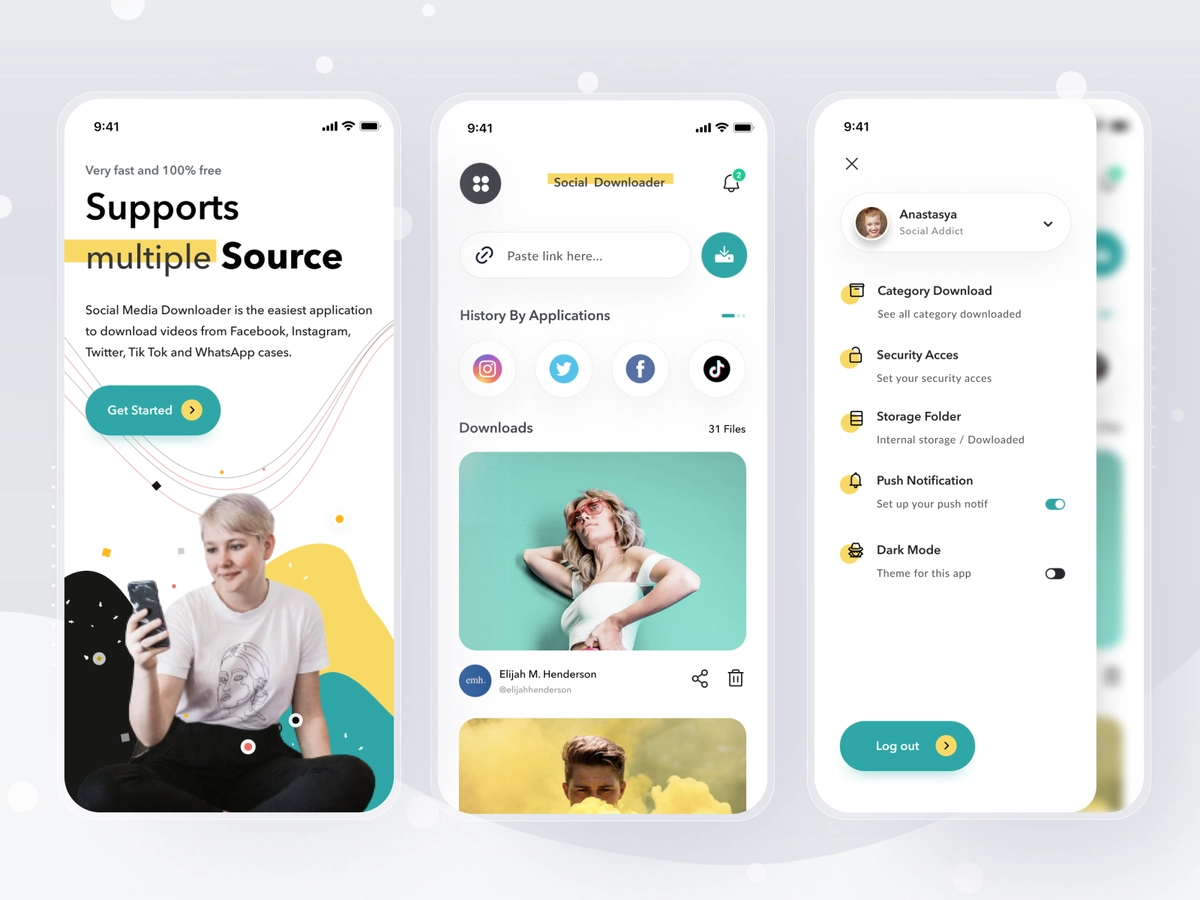 9:41
Very fast and 100% free
Supports
multiple Source
Social Media Downloader is the easiest application
to download videos from Facebook, Instagram,
Twitter, Tik Tok and WhatsApp cases.
Get Started
9:41
Social Downloader
2
Paste link here...
History By Applications
Downloads
31 Files
emh.
Elijah M. Henderson
@elijahhenderson
9:41
Anastasya
Social Addict
Category Download
See all category downloaded
Security Acces
Set your security acces
Storage Folder
Internal storage / Dowloaded
Push Notification
Set up your push notif
Dark Mode
Theme for this app
Log out